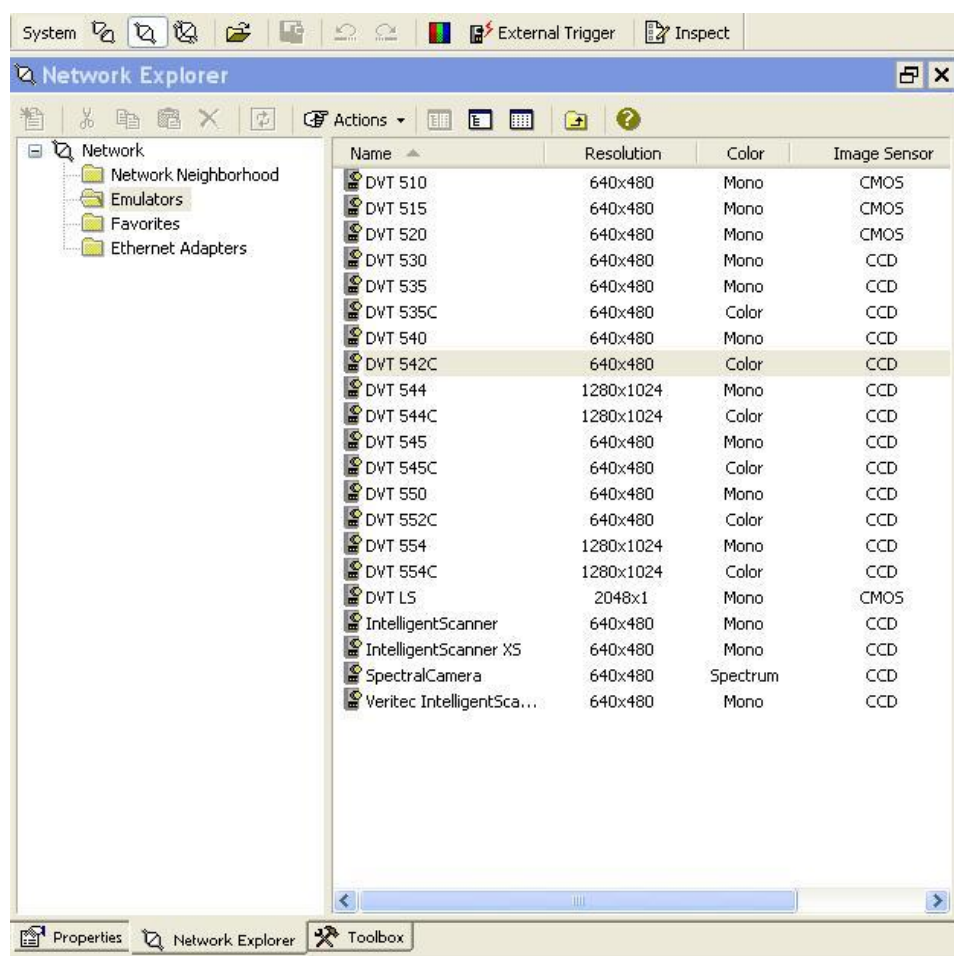 System External Trigger Inspect
Network Explorer
Actions
Network
Network Neighborhood
Emulators
Favorites
Ethernet Adapters
Name Resolution Color Image Sensor
DVT 510 640x480 Mono CMOS
DVT 515 640x480 Mono CMOS
DVT 520 640x480 Mono CMOS
DVT 530 640x480 Mono CCD
DVT 535 640x480 Mono CCD
DVT 535C 640x480 Color CCD
DVT 540 640x480 Mono CCD
DVT 542C 640x480 Color CCD
DVT 544 1280x1024 Mono CCD
DVT 544C 1280x1024 Color CCD
DVT 545 640x480 Mono CCD
DVT 545C 640x480 Color CCD
DVT 550 640x480 Mono CCD
DVT 552C 640x480 Color CCD
DVT 554 1280x1024 Mono CCD
DVT 554C 1280x1024 Color CCD
DVT LS 2048x1 Mono CMOS
IntelligentScanner 640x480 Mono CCD
IntelligentScanner XS 640x480 Mono CCD
SpectralCamera 640x480 Spectrum CCD
Veritec IntelligentSca... 640x480 Mono CCD
Properties Network Explorer Toolbox